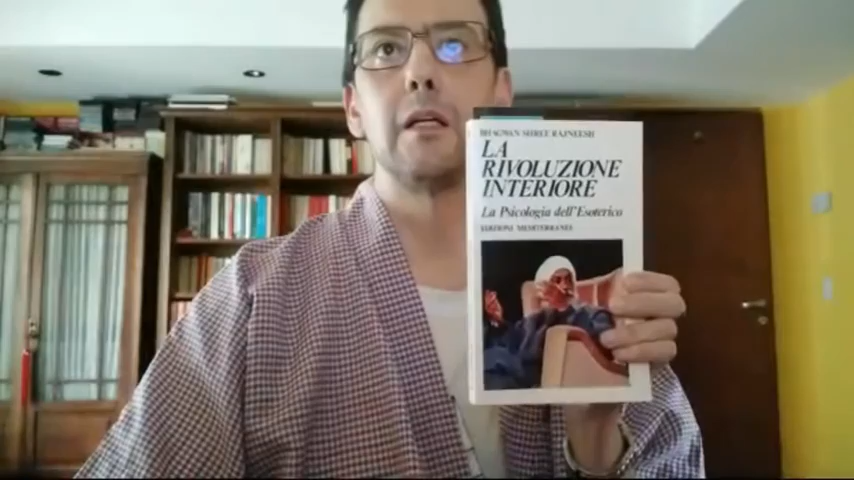 BHAGWAN SHREE RAJNEESH
LA
RIVOLUZIONE
INTERIORE
La Psicologia dell'Esoterico
EDIZIONI MEDITERRANEE